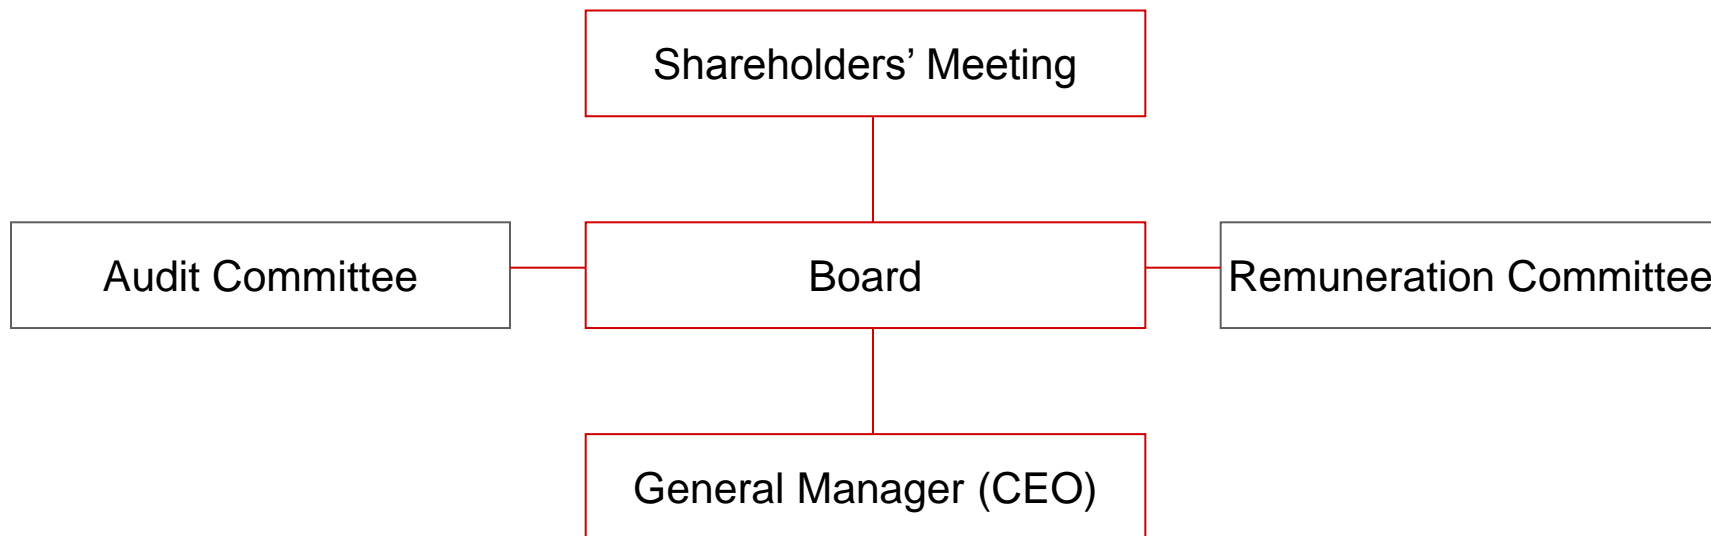 Shareholders’ Meeting
Audit Committee
Board
Remuneration Committee
General Manager (CEO)